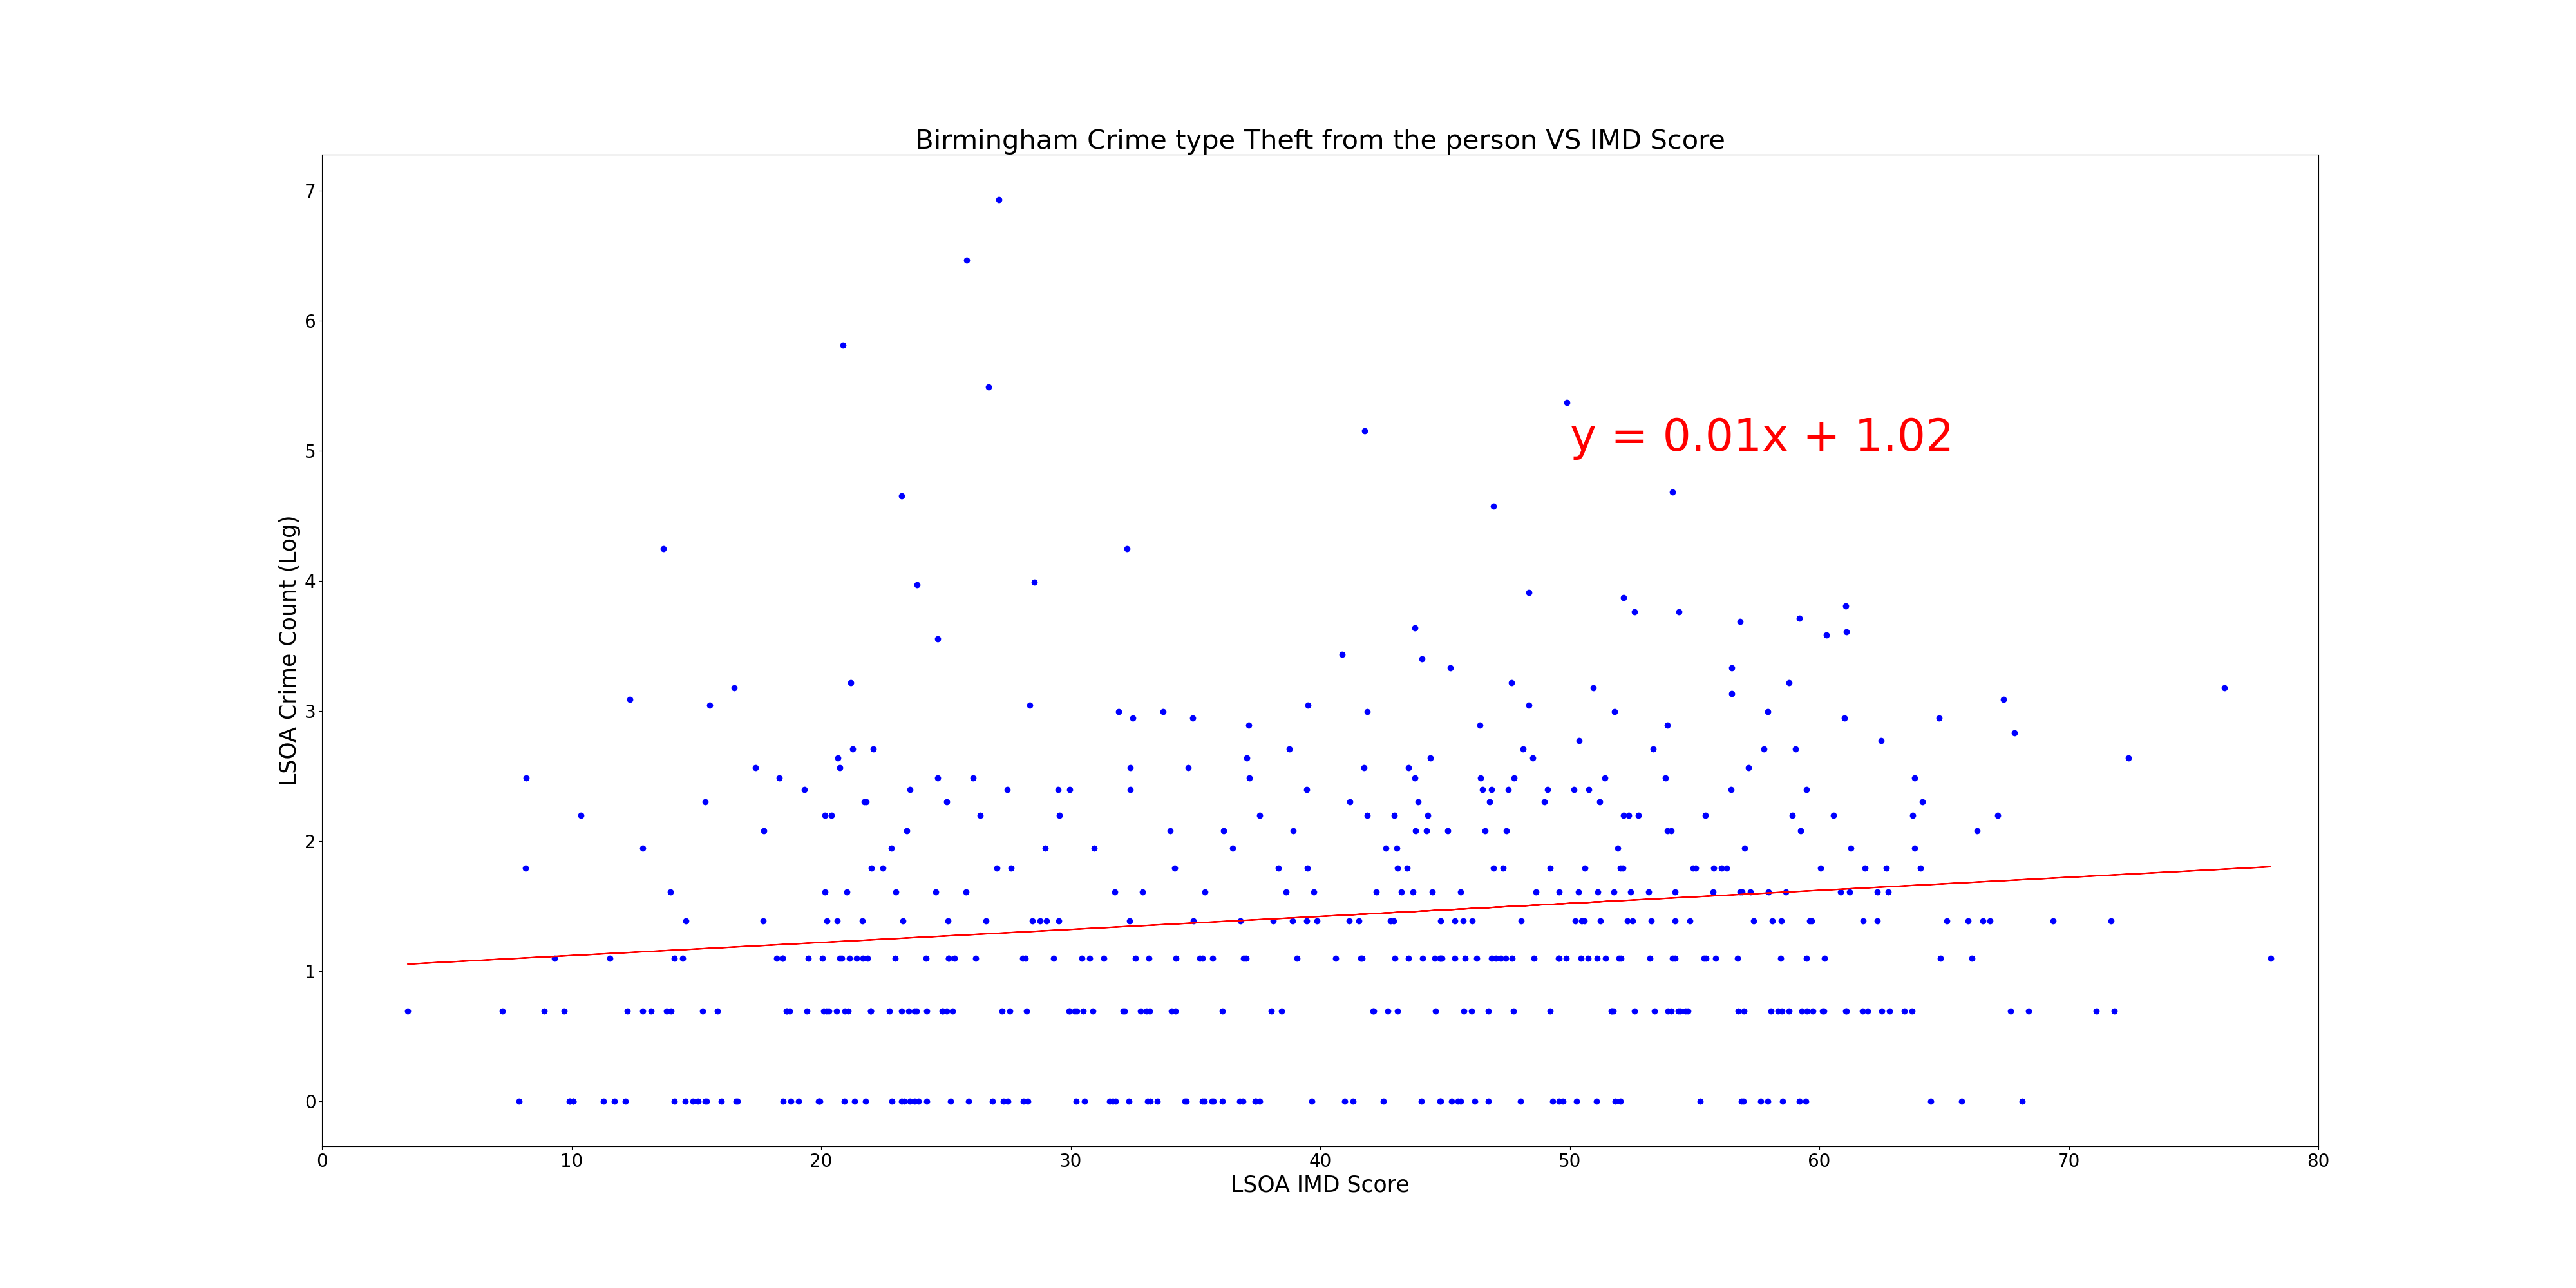 Birmingham Crime type Theft from the person VS IMD Score
7
6
5
4
3
2
1
0
LSOA Crime Count (Log)
y = 0.01x + 1.02
0 10 20 30 40 50 60 70 80
LSOA IMD Score